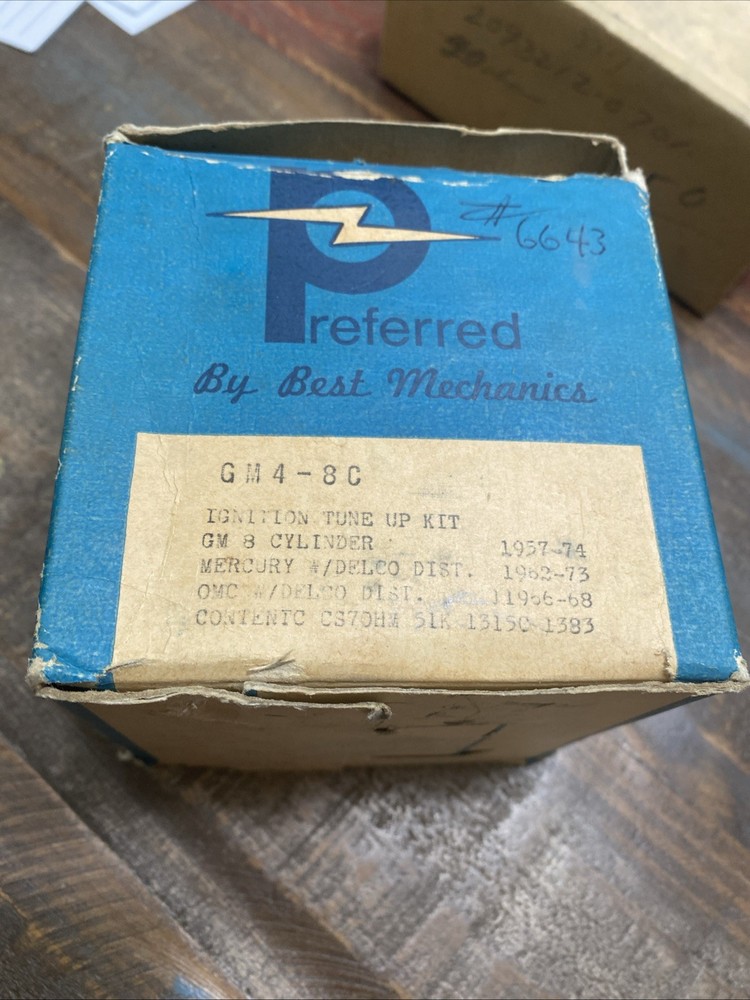 Preferred
#6643
By Best Mechanics
GM4-8C
IGNITION TUNE UP KIT
GM 8 CYLINDER 1957-74
MERCURY W/DELCO DIST. 1962-73
OMC W/DELCO DIST. 1966-68
CONTENTC CS70HM 51K 1315C 1383
90